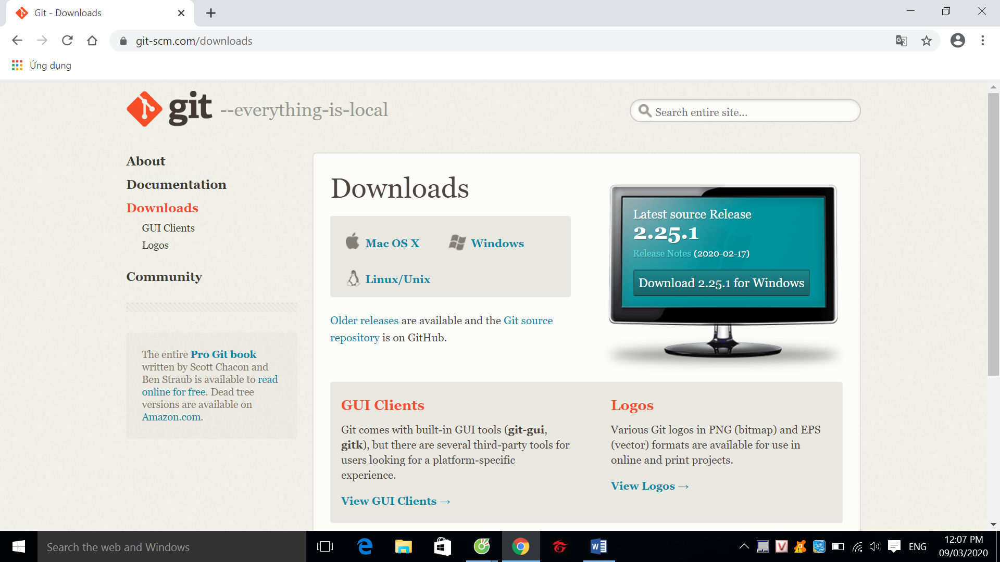 Git - Downloads
git-scm.com/downloads
Ứng dụng
git --everything-is-local
Search entire site...
About
Documentation
Downloads
GUI Clients
Logos
Community
The entire Pro Git book
written by Scott Chacon and
Ben Straub is available to read
online for free. Dead tree
versions are available on
Amazon.com.
Downloads
Mac OS X
Windows
Linux/Unix
Older releases are available and the Git source
repository is on GitHub.
Latest source Release
2.25.1
Release Notes (2020-02-17)
Download 2.25.1 for Windows
GUI Clients
Git comes with built-in GUI tools (git-gui,
gitk), but there are several third-party tools for
users looking for a platform-specific
experience.
View GUI Clients →
Logos
Various Git logos in PNG (bitmap) and EPS
(vector) formats are available for use in
online and print projects.
View Logos →
Search the web and Windows
ENG
12:07 PM
09/03/2020